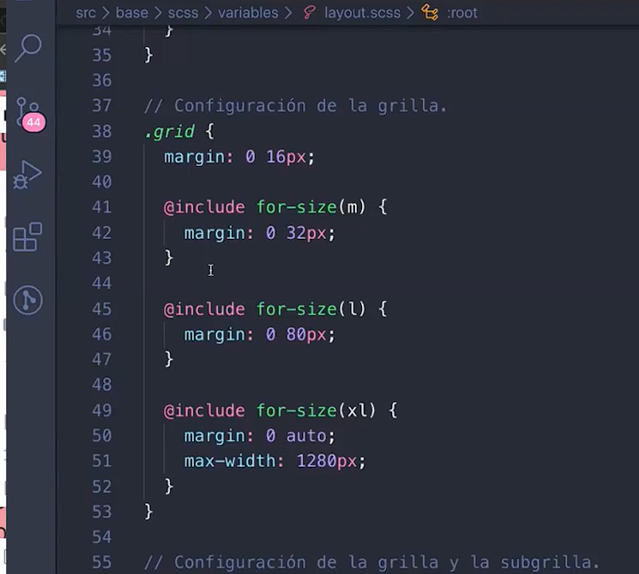 src > base > scss > variables > layout.scss > :root
34 }
35 }
36
37 // Configuración de la grilla.
38 .grid {
39 margin: 0 16px;
40
41 @include for-size(m) {
42 margin: 0 32px;
43 }
44
45 @include for-size(l) {
46 margin: 0 80px;
47 }
48
49 @include for-size(xl) {
50 margin: 0 auto;
51 max-width: 1280px;
52 }
53 }
54
55 // Configuración de la grilla y la subgrilla.
44